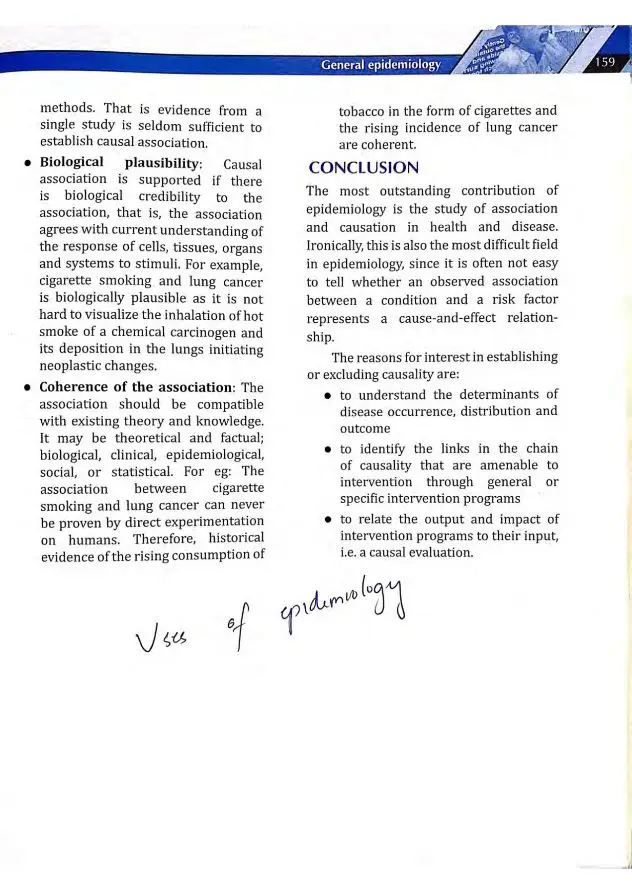 General epidemiology
159
methods. That is evidence from a
single study is seldom sufficient to
establish causal association.
● Biological plausibility: Causal
association is supported if there
is biological credibility to the
association, that is, the association
agrees with current understanding of
the response of cells, tissues, organs
and systems to stimuli. For example,
cigarette smoking and lung cancer
is biologically plausible as it is not
hard to visualize the inhalation of hot
smoke of a chemical carcinogen and
its deposition in the lungs initiating
neoplastic changes.
● Coherence of the association: The
association should be compatible
with existing theory and knowledge.
It may be theoretical and factual;
biological, clinical, epidemiological,
social, or statistical. For eg: The
association between cigarette
smoking and lung cancer can never
be proven by direct experimentation
on humans. Therefore, historical
evidence of the rising consumption of
tobacco in the form of cigarettes and
the rising incidence of lung cancer
are coherent.
CONCLUSION
The most outstanding contribution of
epidemiology is the study of association
and causation in health and disease.
Ironically, this is also the most difficult field
in epidemiology, since it is often not easy
to tell whether an observed association
between a condition and a risk factor
represents a cause-and-effect relation-
ship.
The reasons for interest in establishing
or excluding causality are:
● to understand the determinants of
disease occurrence, distribution and
outcome
● to identify the links in the chain
of causality that are amenable to
intervention through general or
specific intervention programs
● to relate the output and impact of
intervention programs to their input,
i.e. a causal evaluation.
Uses of epidemiology